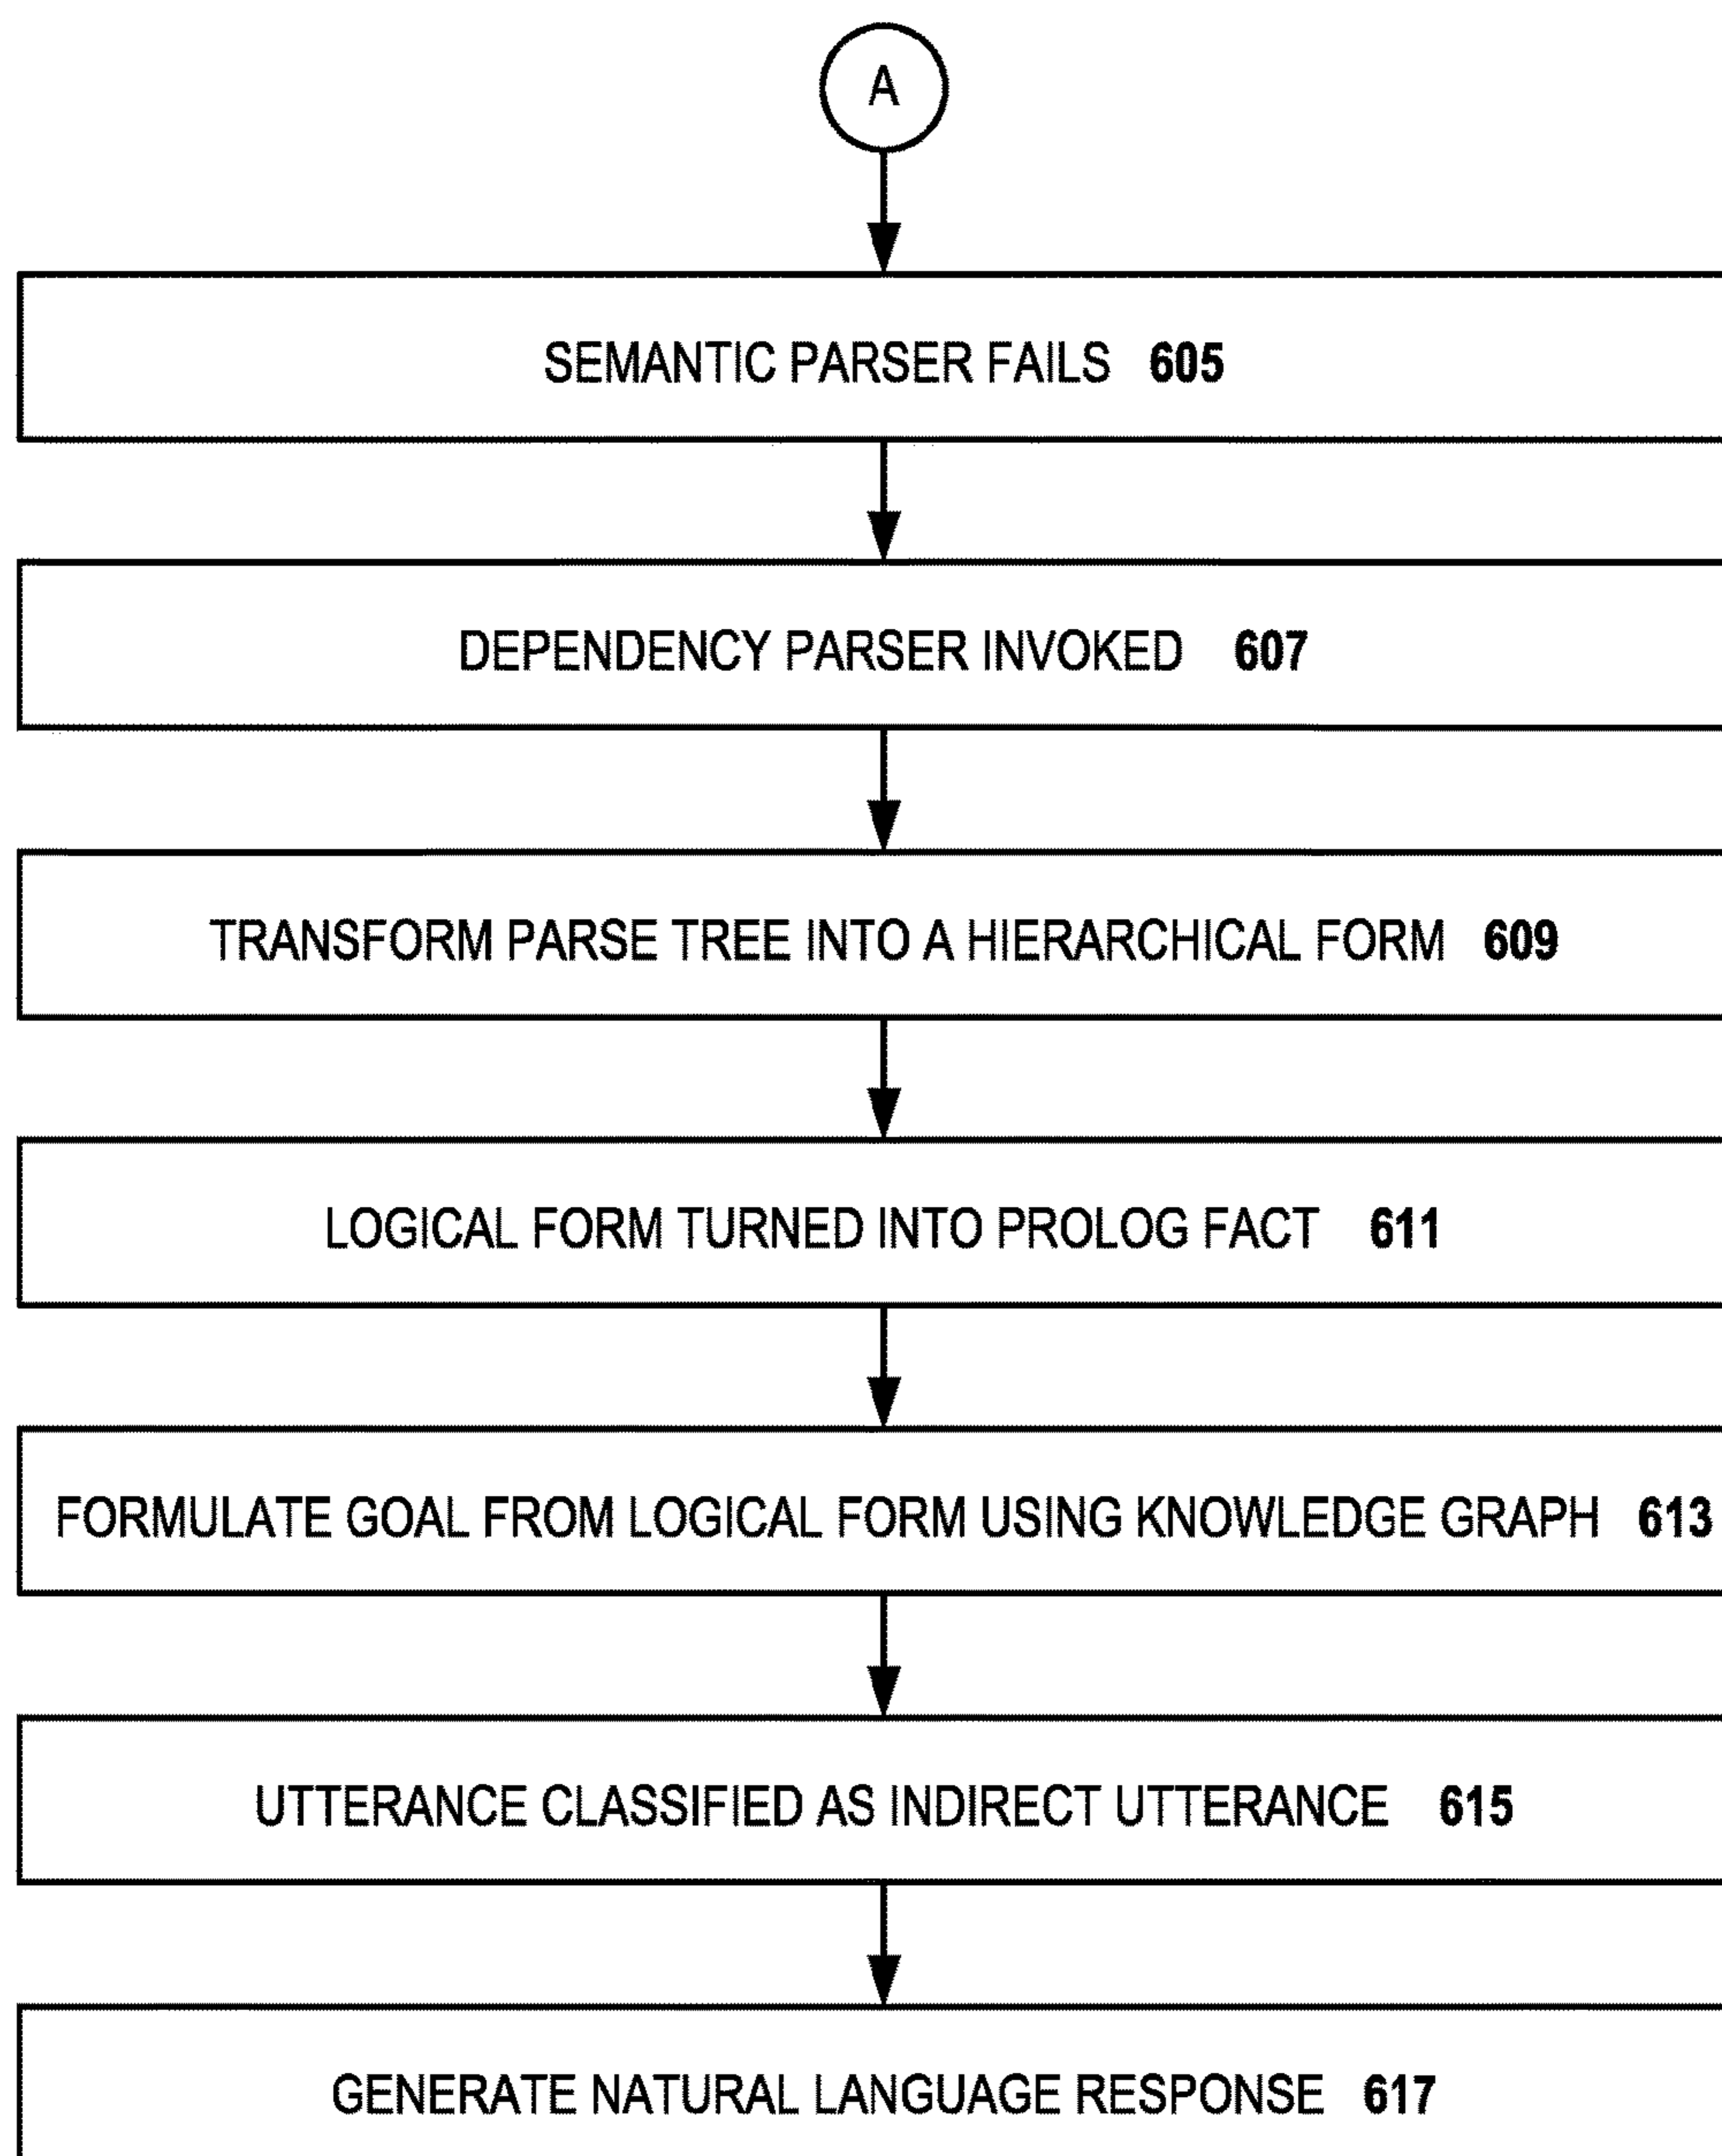 A
SEMANTIC PARSER FAILS 605
DEPENDENCY PARSER INVOKED 607
TRANSFORM PARSE TREE INTO A HIERARCHICAL FORM 609
LOGICAL FORM TURNED INTO PROLOG FACT 611
FORMULATE GOAL FROM LOGICAL FORM USING KNOWLEDGE GRAPH 613
UTTERANCE CLASSIFIED AS INDIRECT UTTERANCE 615
GENERATE NATURAL LANGUAGE RESPONSE 617